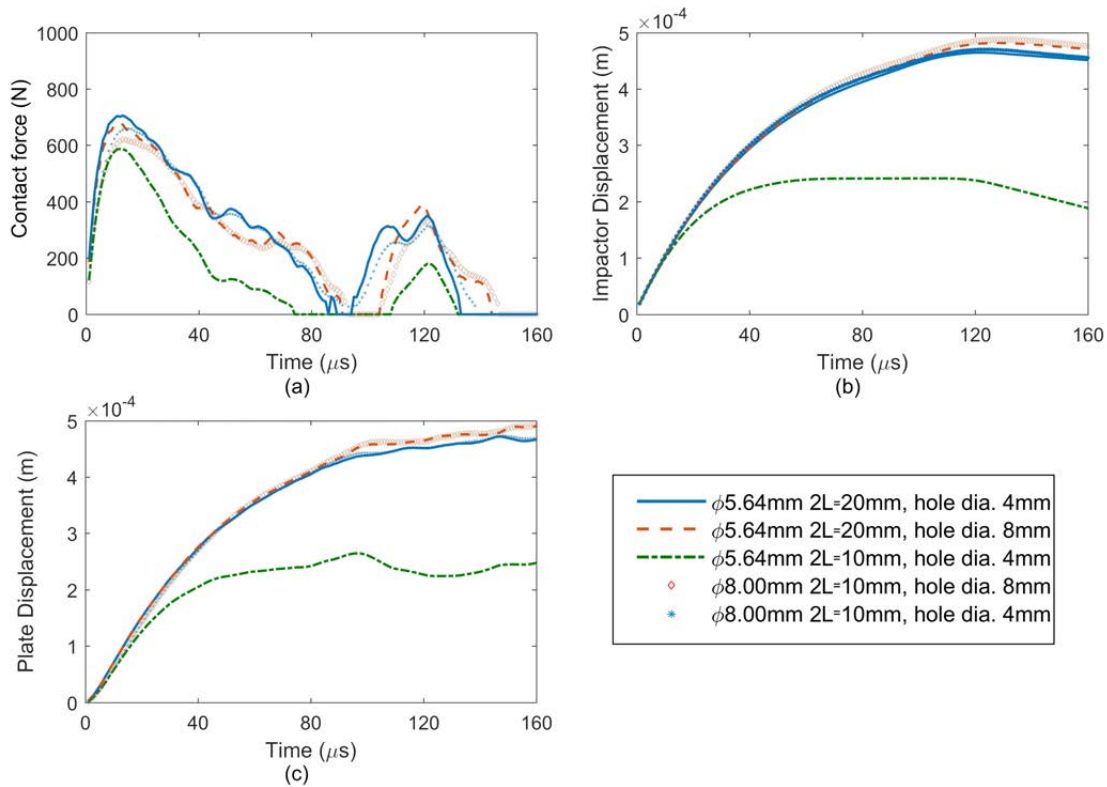 1000
800
600
400
200
0
Contact force (N)
0 40 80 120 160
Time (μs)
(a)
×10⁻⁴
5
4
3
2
1
0
Impactor Displacement (m)
0 40 80 120 160
Time (μs)
(b)
×10⁻⁴
5
4
3
2
1
0
Plate Displacement (m)
0 40 80 120 160
Time (μs)
(c)
ϕ5.64mm 2L=20mm, hole dia. 4mm
ϕ5.64mm 2L=20mm, hole dia. 8mm
ϕ5.64mm 2L=10mm, hole dia. 4mm
ϕ8.00mm 2L=10mm, hole dia. 8mm
ϕ8.00mm 2L=10mm, hole dia. 4mm